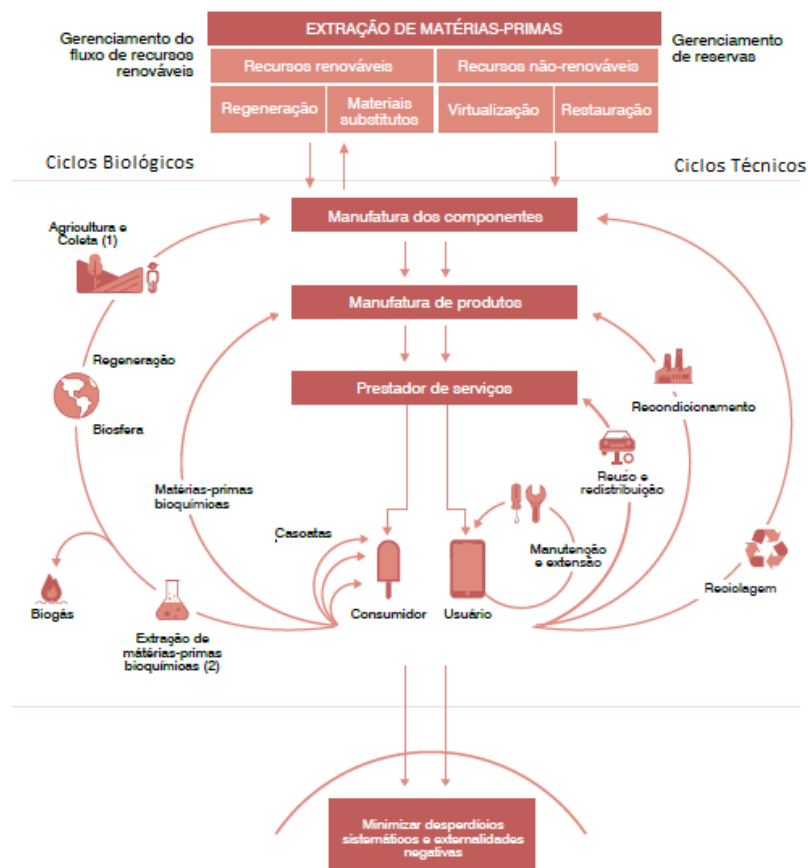 EXTRAÇÃO DE MATÉRIAS-PRIMAS
Gerenciamento do
fluxo de recursos
renováveis
Gerenciamento
de reservas
Recursos renováveis
Recursos não-renováveis
Regeneração
Materiais
substitutos
Virtualização
Restauração
Ciclos Biológicos
Ciclos Técnicos
Manufatura dos componentes
Agricultura e
Coleta (1)
Manufatura de produtos
Regeneração
Prestador de serviços
Recondicionamento
Biosfera
Reuso e
redistribuição
Matérias-primas
bioquímicas
Cascatas
Manutenção
e extensão
Reciclagem
Biogás
Consumidor
Usuário
Extração de
mátérias-primas
bioquímicas (2)
Minimizar desperdícios
sistemáticos e externalidades
negativas